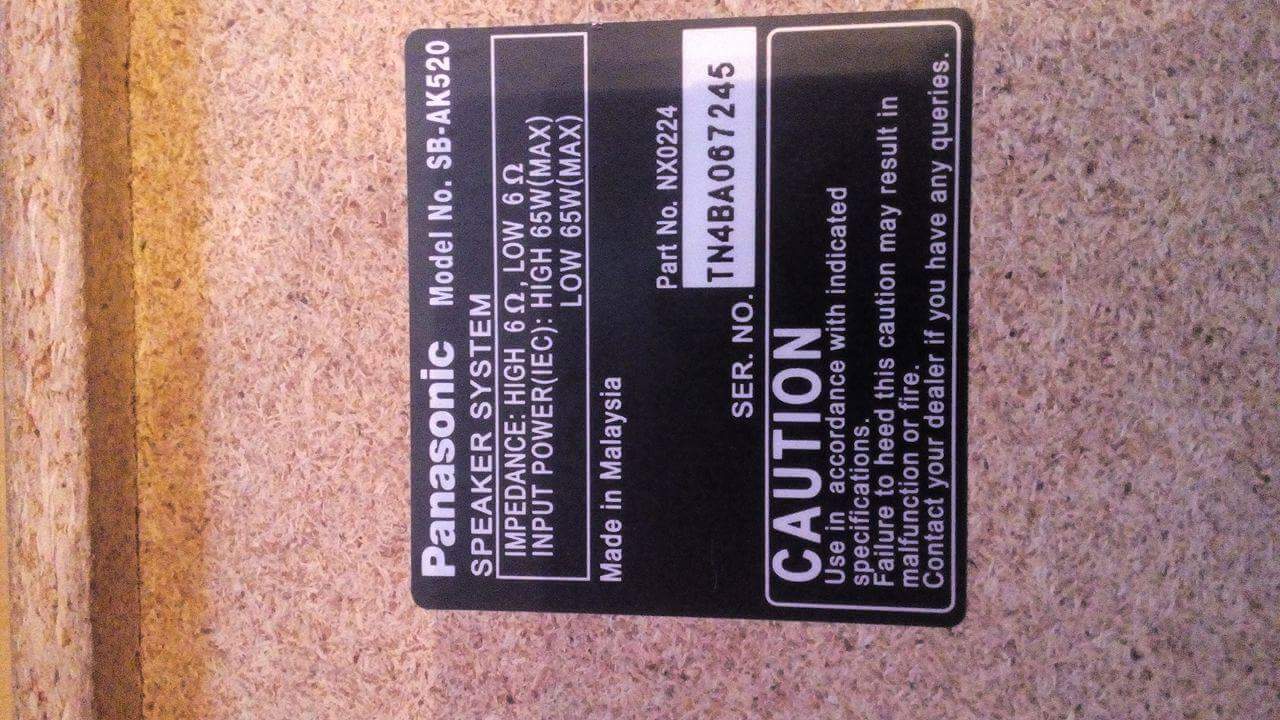 Panasonic Model No. SB-AK520
SPEAKER SYSTEM
IMPEDANCE: HIGH 6 Ω, LOW 6 Ω
INPUT POWER(IEC): HIGH 65W(MAX)
LOW 65W(MAX)
Made in Malaysia
Part No. NX0224
SER. NO. TN4BA067245
CAUTION
Use in accordance with indicated
specifications.
Failure to heed this caution may result in
malfunction or fire.
Contact your dealer if you have any queries.